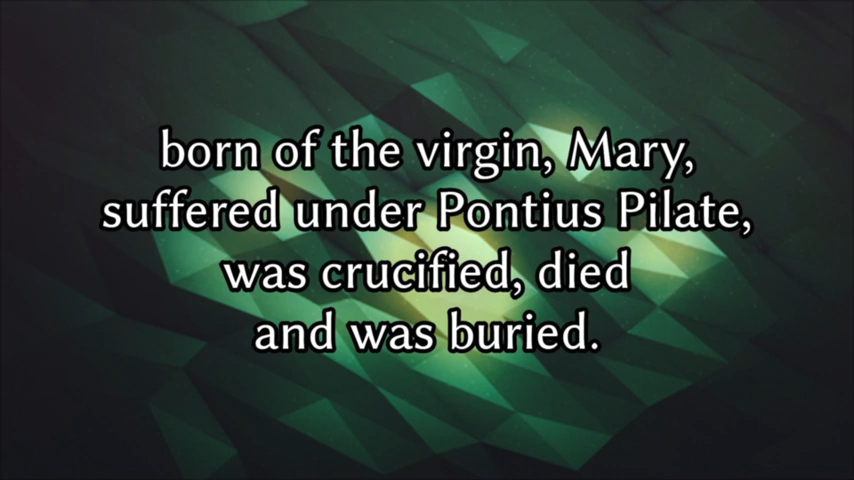 born of the virgin, Mary,
suffered under Pontius Pilate,
was crucified, died
and was buried.